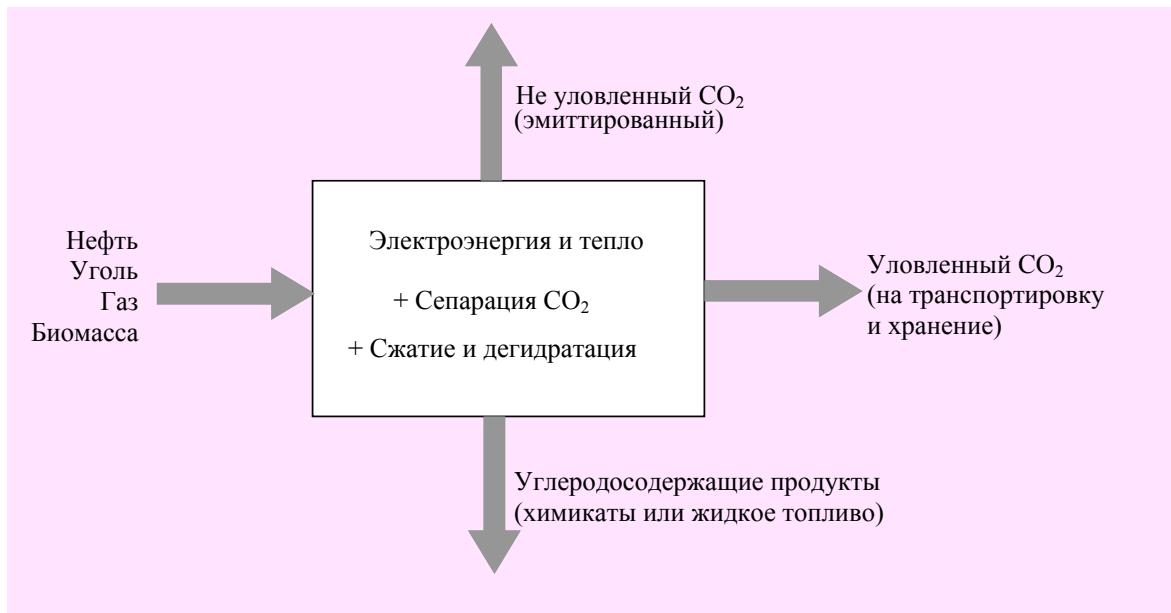 Не уловленный CO₂
(эмиттированный)
Нефть
Уголь
Газ
Биомасса
Электроэнергия и тепло
+ Сепарация CO₂
+ Сжатие и дегидратация
Уловленный CO₂
(на транспортировку
и хранение)
Углеродосодержащие продукты
(химикаты или жидкое топливо)